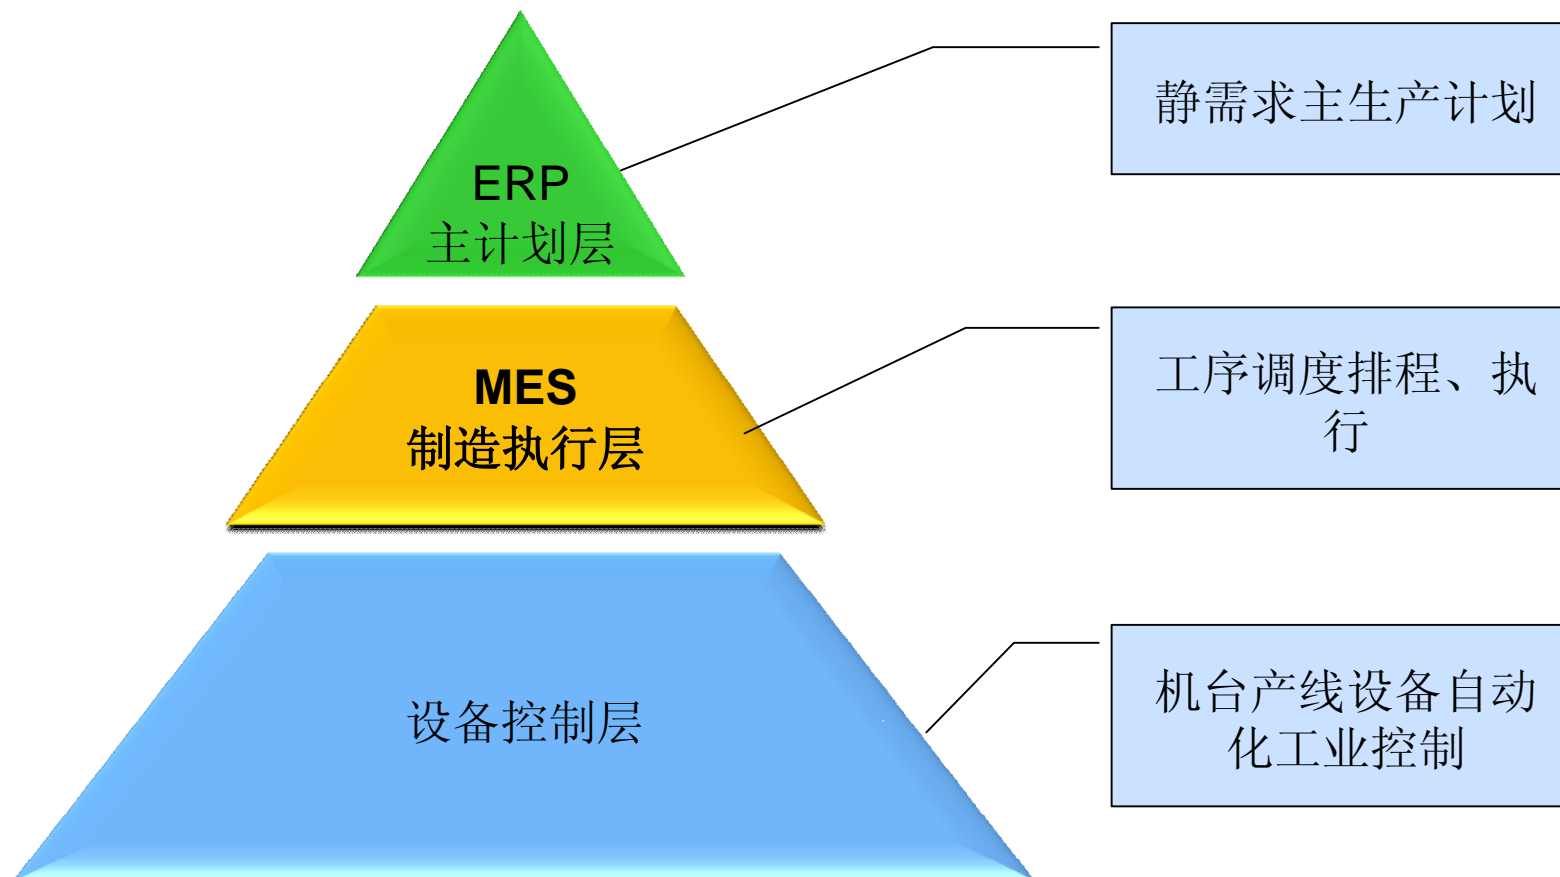 ERP
主计划层
静需求主生产计划
MES
制造执行层
工序调度排程、执
行
设备控制层
机台产线设备自动
化工业控制